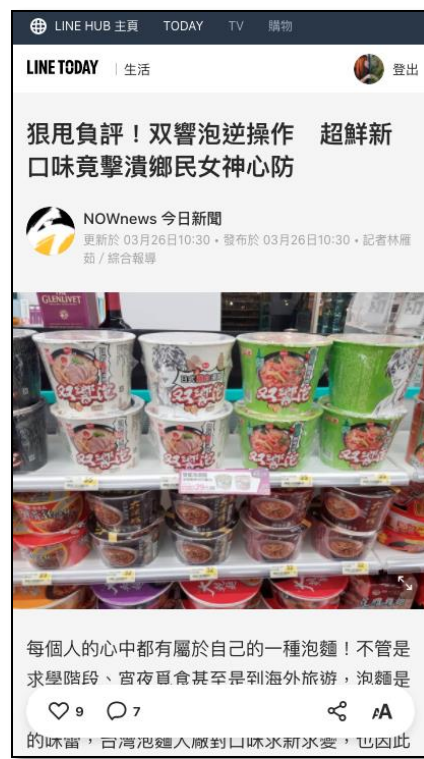 LINE HUB 主頁 TODAY TV 購物
LINE TODAY 生活 登出
狠甩負評！双響泡逆操作　超鮮新
口味竟擊潰鄉民女神心防
NOWnews 今日新聞
更新於 03月26日10:30・發布於 03月26日10:30・記者林雁
茹 / 綜合報導
GLENLIVET
双響泡
每個人的心中都有屬於自己的一種泡麵！不管是
求學階段、宵夜覓食甚至是到海外旅遊，泡麵是
9 7 AA
的味蕾，台灣泡麵大廠對口味求新求變，也因此